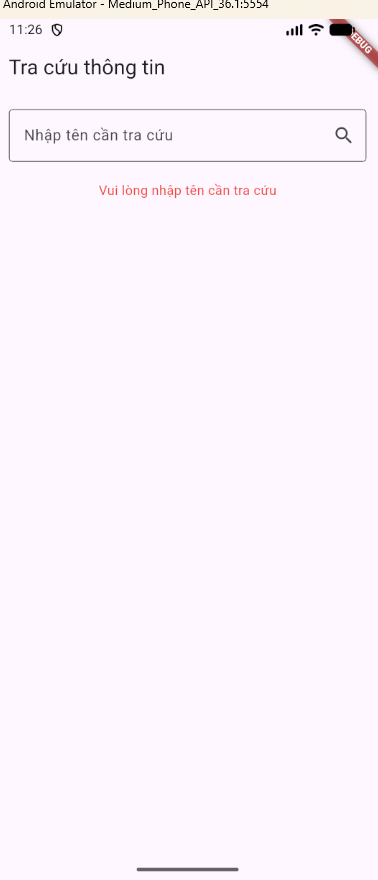 Android Emulator - Medium_Phone_API_36.1:5554
11:26
Tra cứu thông tin
Nhập tên cần tra cứu
Vui lòng nhập tên cần tra cứu